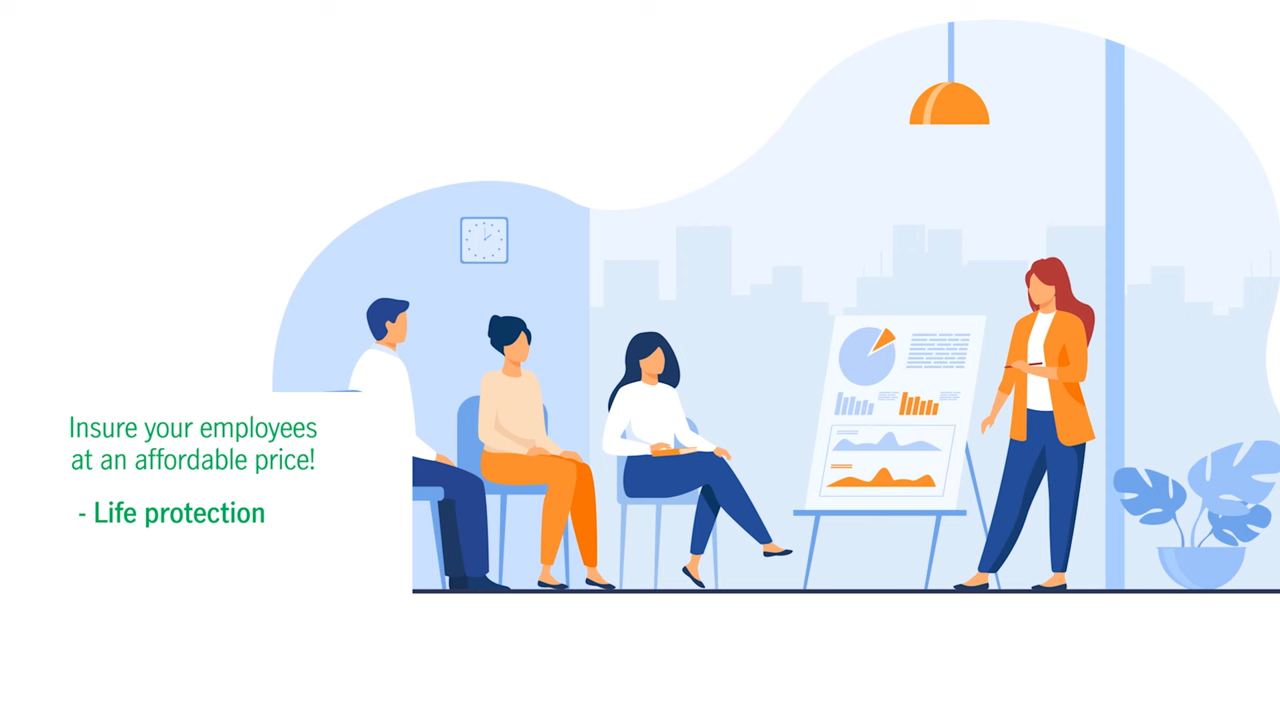 Insure your employees
at an affordable price!
- Life protection